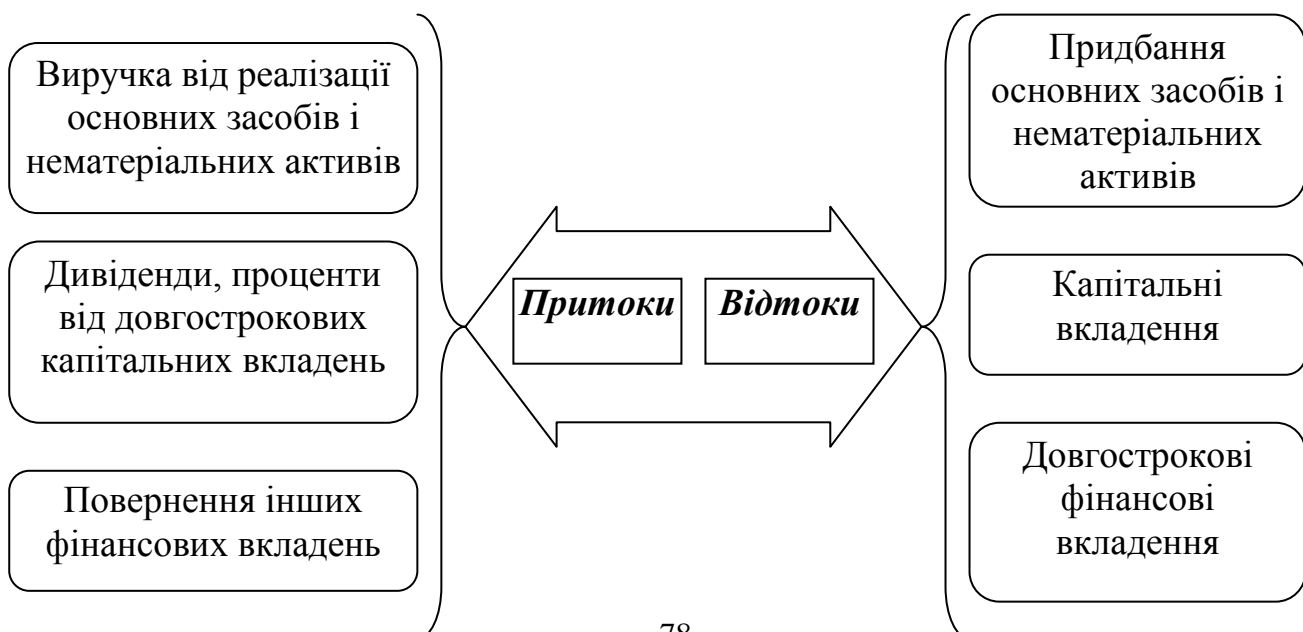 Виручка від реалізації
основних засобів і
нематеріальних активів
Дивіденди, проценти
від довгострокових
капітальних вкладень
Повернення інших
фінансових вкладень
Притоки
Відтоки
Придбання
основних засобів і
нематеріальних
активів
Капітальні
вкладення
Довгострокові
фінансові
вкладення
78